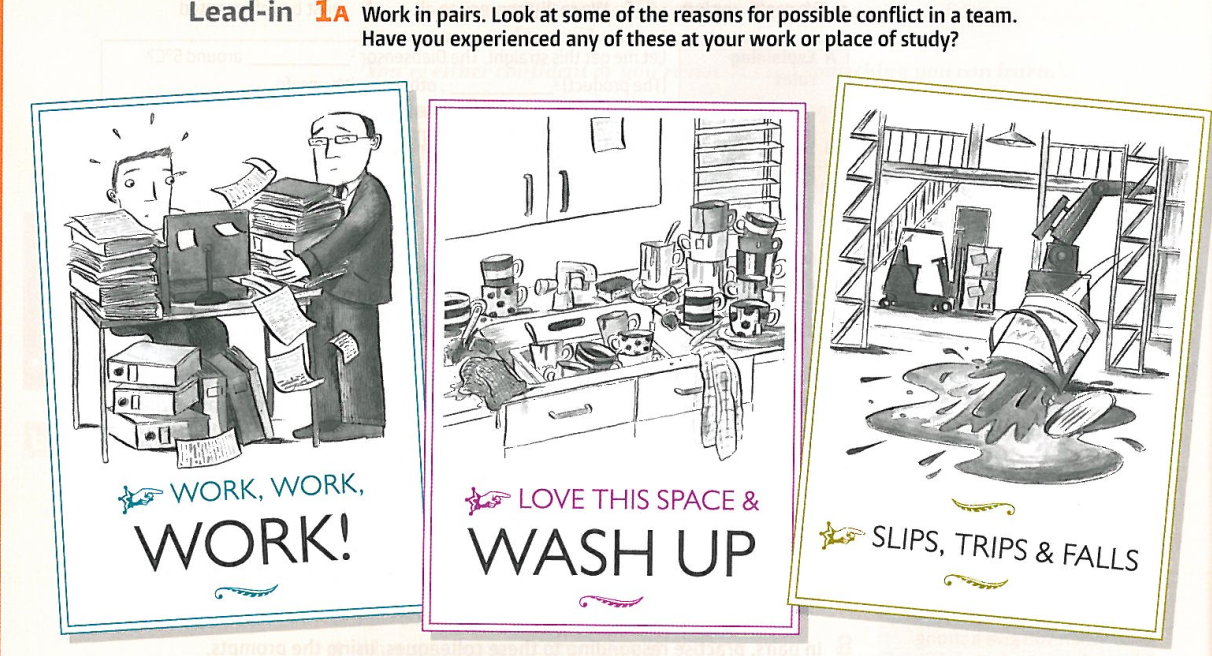 Lead-in 1A Work in pairs. Look at some of the reasons for possible conflict in a team.
Have you experienced any of these at your work or place of study?
WORK, WORK,
WORK!
LOVE THIS SPACE &
WASH UP
SLIPS, TRIPS & FALLS